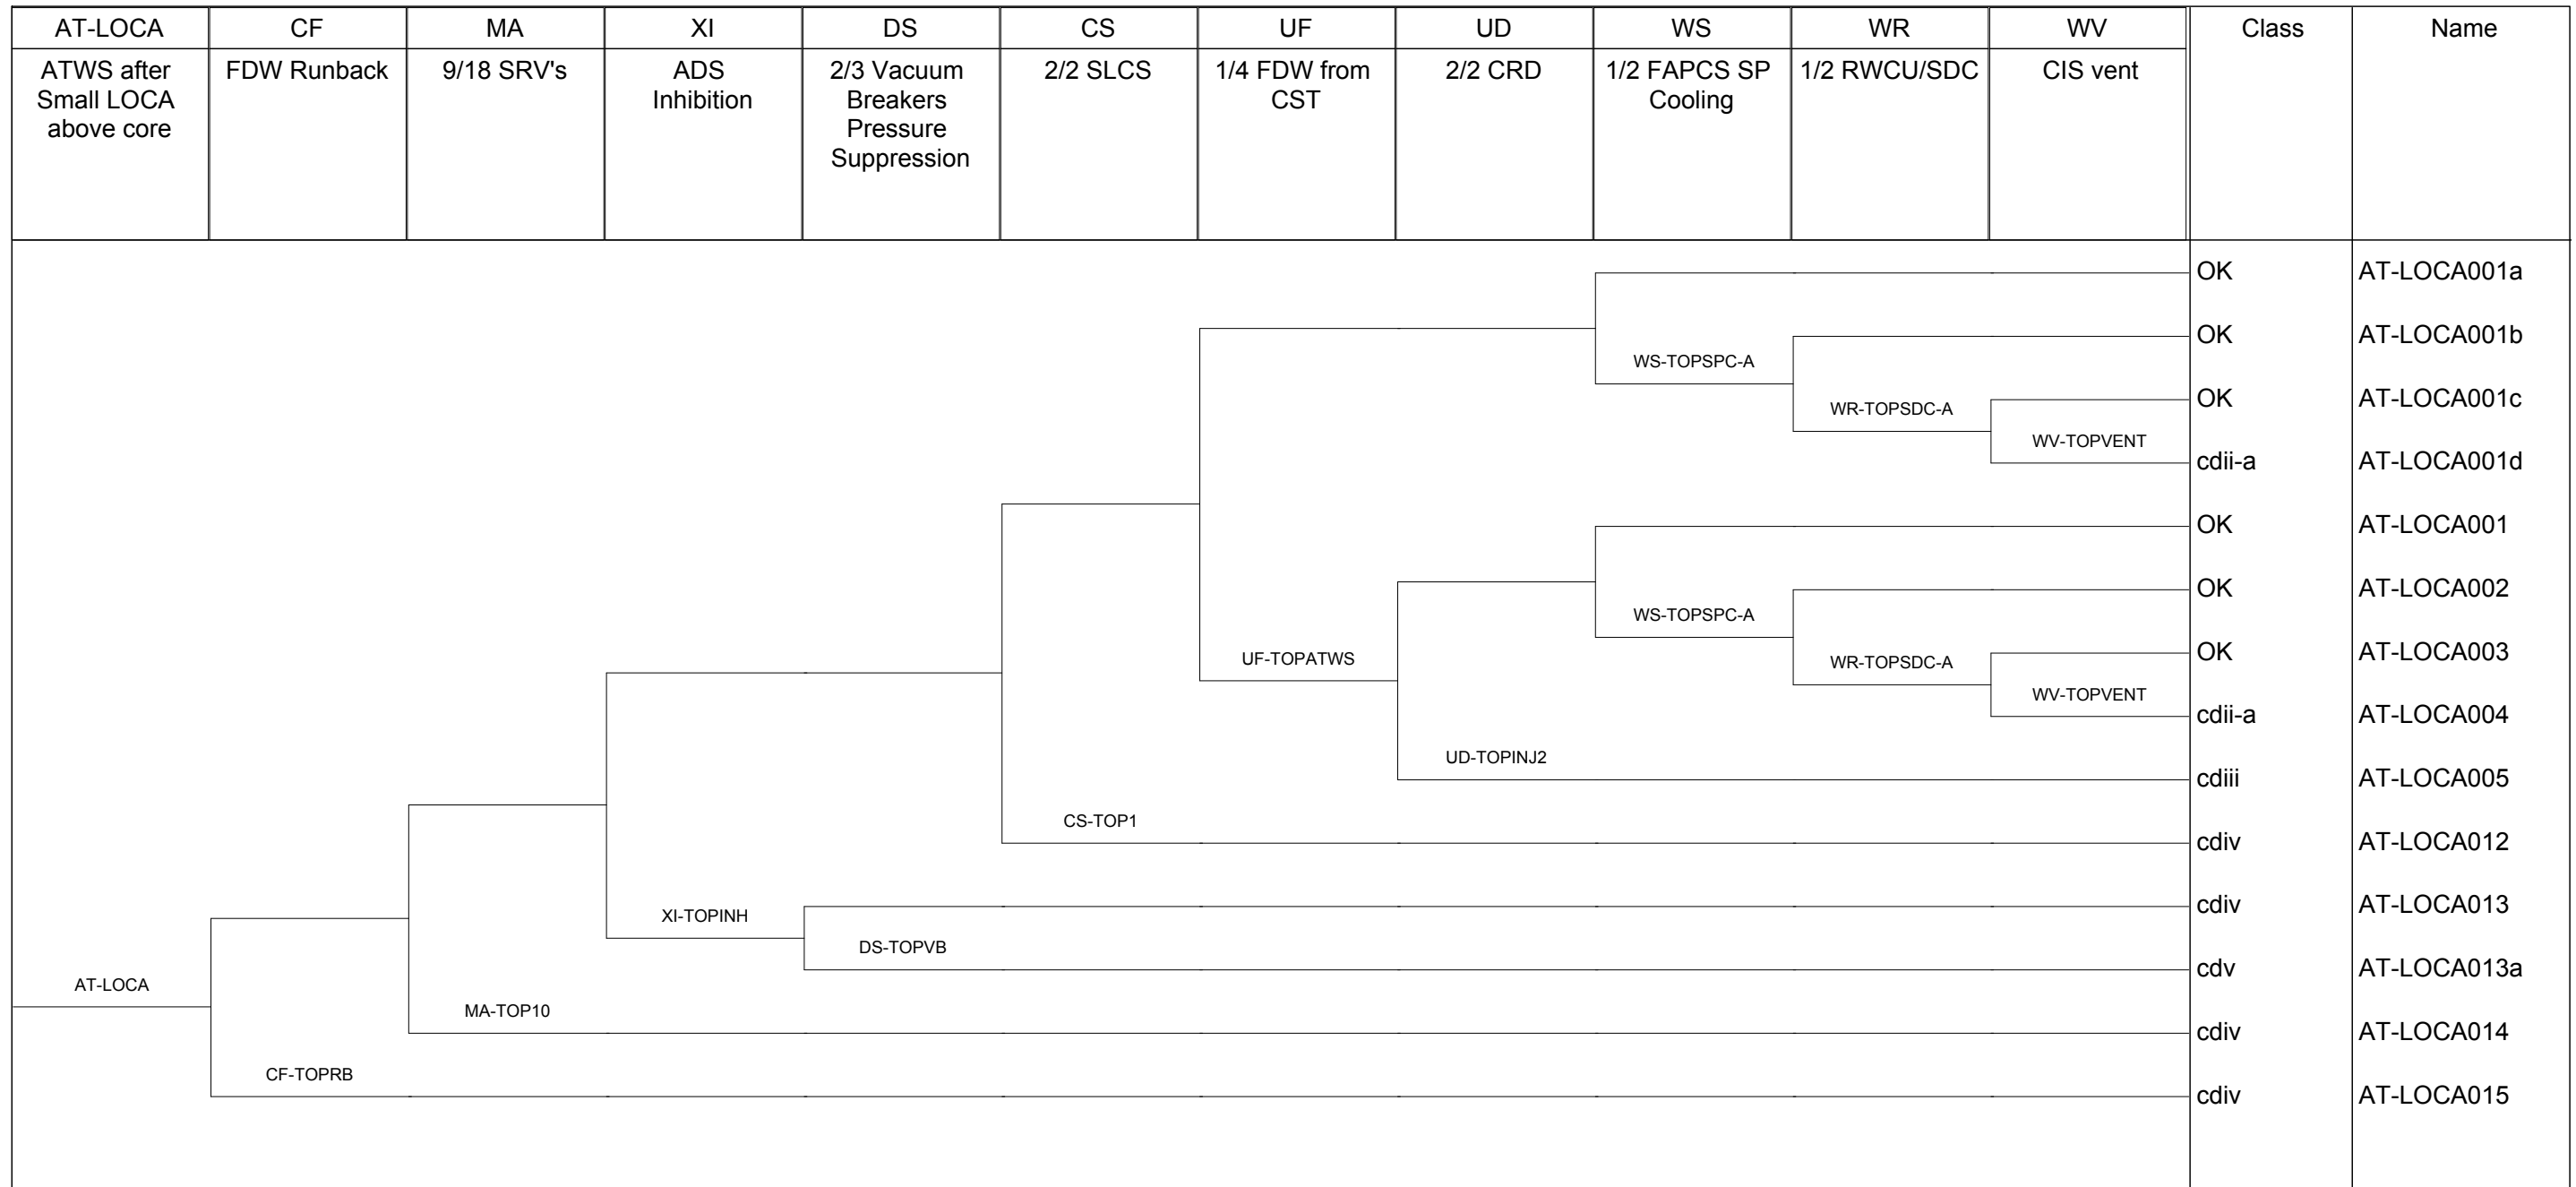 AT-LOCA CF MA XI DS CS UF UD WS WR WV Class Name
ATWS after FDW Runback 9/18 SRV's ADS 2/3 Vacuum 2/2 SLCS 1/4 FDW from 2/2 CRD 1/2 FAPCS SP 1/2 RWCU/SDC CIS vent
Small LOCA Inhibition Breakers CST Cooling
above core Pressure
Suppression
OK AT-LOCA001a
OK AT-LOCA001b
WS-TOPSPC-A
OK AT-LOCA001c
WR-TOPSDC-A
WV-TOPVENT
cdii-a AT-LOCA001d
OK AT-LOCA001
OK AT-LOCA002
WS-TOPSPC-A
OK AT-LOCA003
UF-TOPATWS WR-TOPSDC-A
WV-TOPVENT
cdii-a AT-LOCA004
UD-TOPINJ2
cdiii AT-LOCA005
CS-TOP1
cdiv AT-LOCA012
cdiv AT-LOCA013
XI-TOPINH
DS-TOPVB
cdv AT-LOCA013a
AT-LOCA
MA-TOP10
cdiv AT-LOCA014
CF-TOPRB
cdiv AT-LOCA015